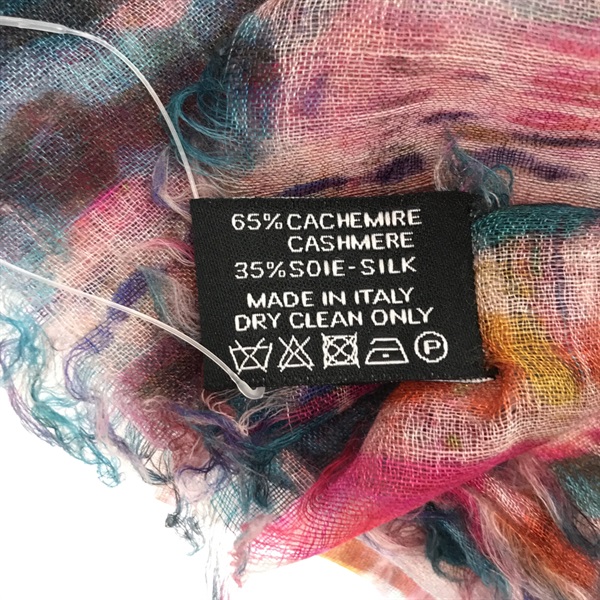 65% CACHEMIRE
CASHMERE
35% SOIE-SILK
MADE IN ITALY
DRY CLEAN ONLY
P